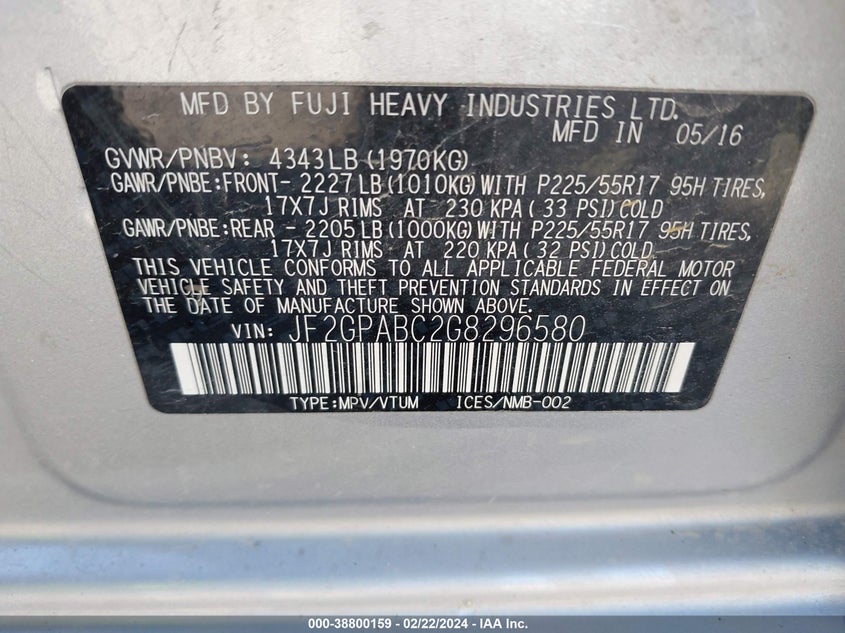 MFD BY FUJI HEAVY INDUSTRIES LTD.
MFD IN 05/16
GVWR/PNBV: 4343LB (1970KG)
GAWR/PNBE:FRONT- 2227 LB (1010KG) WITH P225/55R17 95H TIRES,
17X7J RIMS AT 230 KPA ( 33 PSI) COLD
GAWR/PNBE:REAR - 2205 LB (1000KG) WITH P225/55R17 95H TIRES,
17X7J RIMS AT 220 KPA ( 32 PSI) COLD
THIS VEHICLE CONFORMS TO ALL APPLICABLE FEDERAL MOTOR
VEHICLE SAFETY AND THEFT PREVENTION STANDARDS IN EFFECT ON
THE DATE OF MANUFACTURE SHOWN ABOVE.
VIN: JF2GPABC2G8296580
TYPE:MPV/VTUM ICES/NMB-002
000-38800159 - 02/22/2024 - IAA Inc.